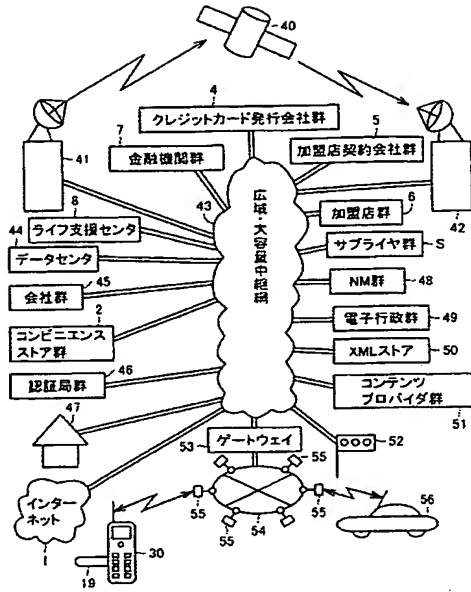 40
4
クレジットカード発行会社群
7
金融機関群
5
加盟店契約会社群
41
43
広域・大容量中継網
6
加盟店群
42
8
ライフ支援センタ
サプライヤ群
S
44
データセンタ
NM群
48
45
会社群
電子行政群
49
2
コンビニエンス
ストア群
XMLストア
50
46
認証局群
コンテンツ
プロバイダ群
51
47
53
ゲートウェイ
52
55
インター
ネット
I
55
54
55
55
56
30
19